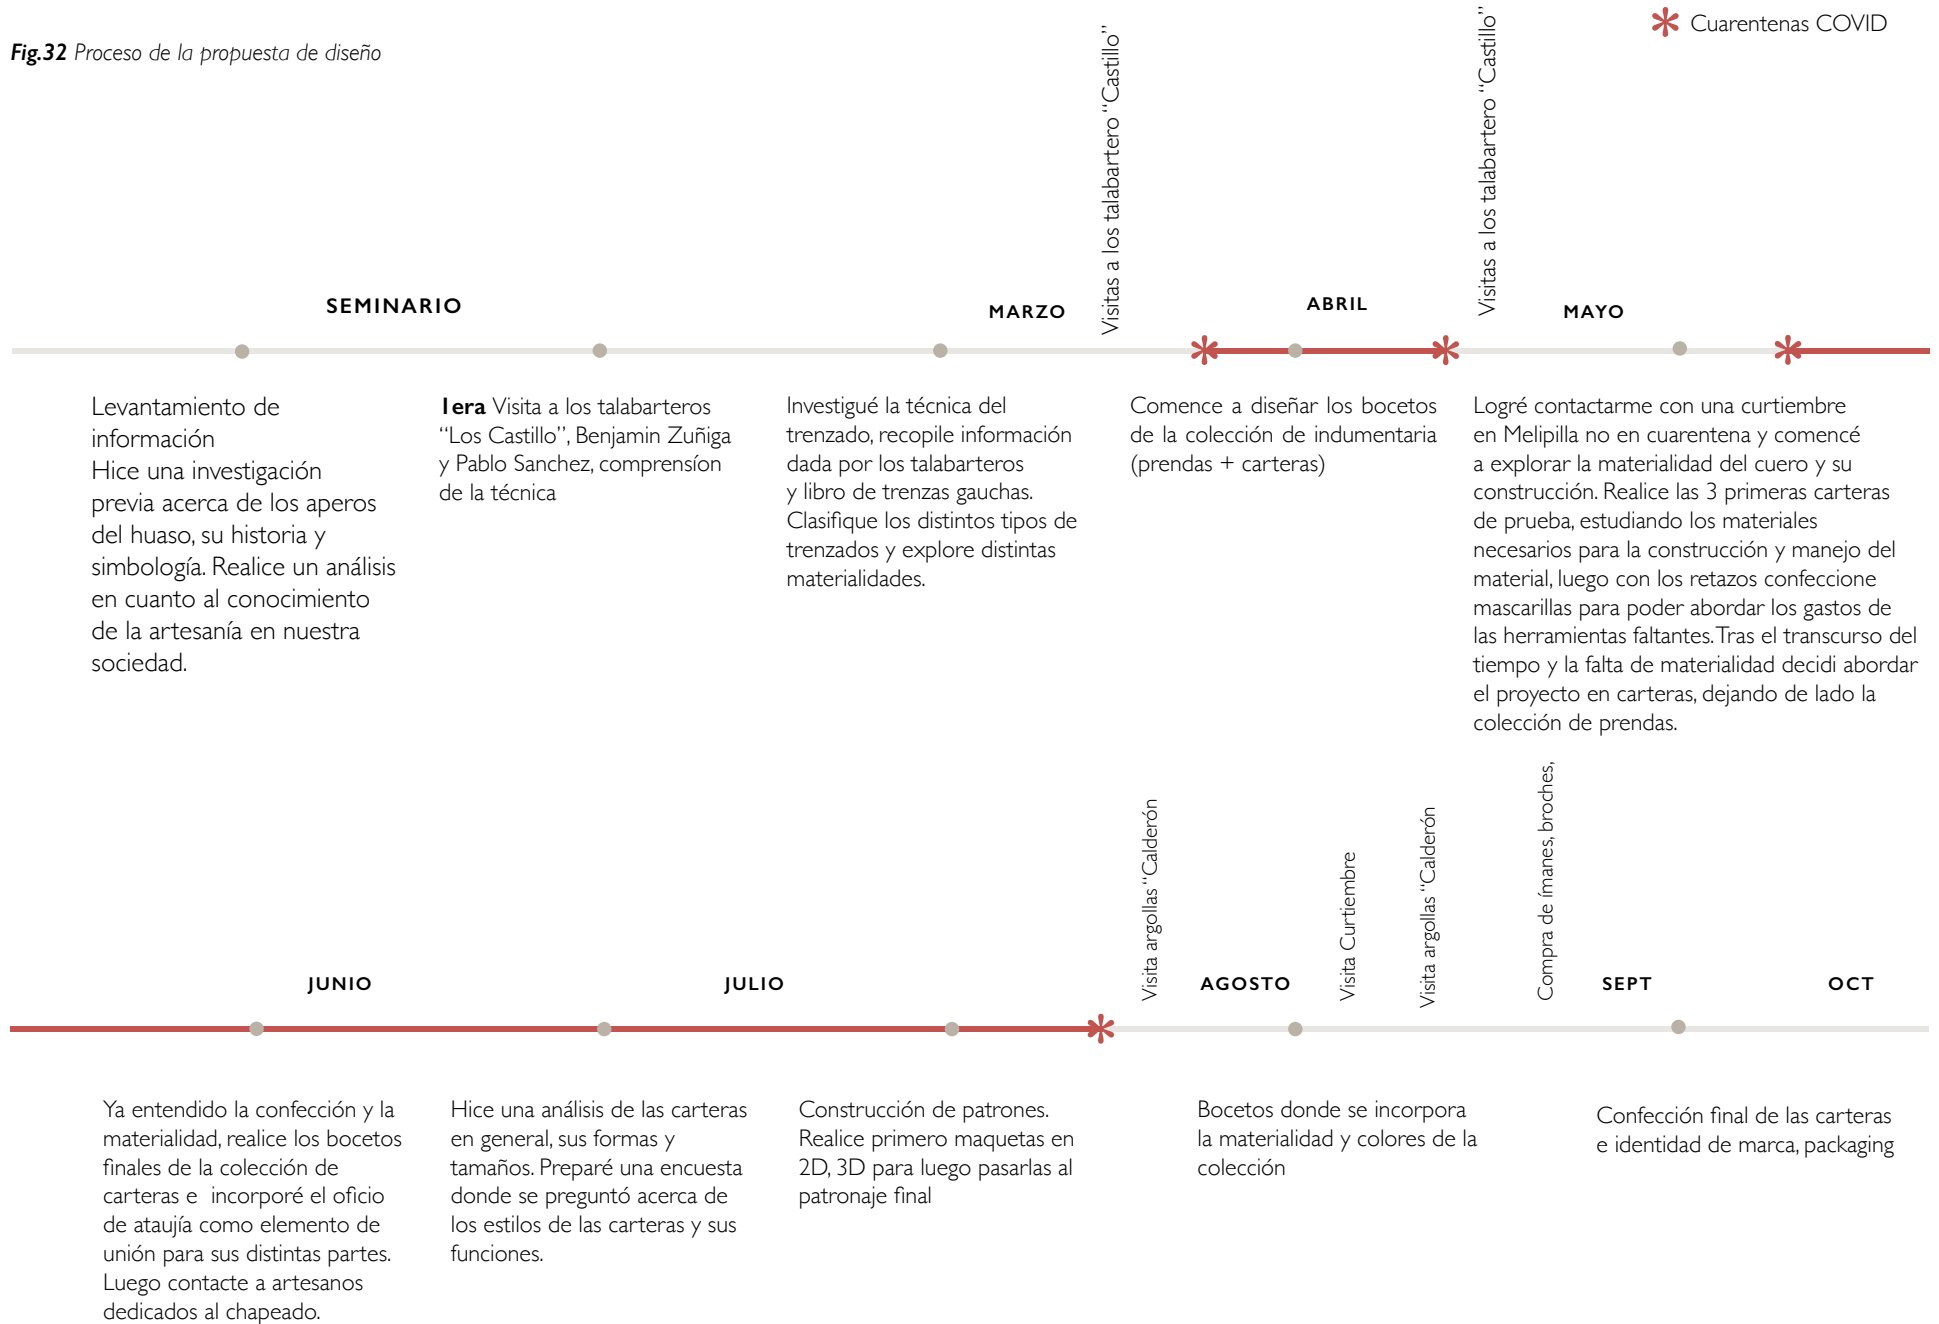 Fig.32 Proceso de la propuesta de diseño
Cuarentenas COVID
Visitas a los talabartero “Castillo”
Visitas a los talabartero “Castillo”
SEMINARIO
MARZO
ABRIL
MAYO
Levantamiento de
información
Hice una investigación
previa acerca de los aperos
del huaso, su historia y
simbología. Realice un análisis
en cuanto al conocimiento
de la artesanía en nuestra
sociedad.
1era Visita a los talabarteros
“Los Castillo”, Benjamin Zuñiga
y Pablo Sanchez, comprensíon
de la técnica
Investigué la técnica del
trenzado, recopile información
dada por los talabarteros
y libro de trenzas gauchas.
Clasifique los distintos tipos de
trenzados y explore distintas
materialidades.
Comence a diseñar los bocetos
de la colección de indumentaria
(prendas + carteras)
Logré contactarme con una curtiembre
en Melipilla no en cuarentena y comencé
a explorar la materialidad del cuero y su
construcción. Realice las 3 primeras carteras
de prueba, estudiando los materiales
necesarios para la construcción y manejo del
material, luego con los retazos confeccione
mascarillas para poder abordar los gastos de
las herramientas faltantes. Tras el transcurso del
tiempo y la falta de materialidad decidi abordar
el proyecto en carteras, dejando de lado la
colección de prendas.
Visita argollas “Calderón
Visita Curtiembre
Visita argollas “Calderón
Compra de ímanes, broches,
JUNIO
JULIO
AGOSTO
SEPT
OCT
Ya entendido la confección y la
materialidad, realice los bocetos
finales de la colección de
carteras e incorporé el oficio
de ataujía como elemento de
unión para sus distintas partes.
Luego contacte a artesanos
dedicados al chapeado.
Hice una análisis de las carteras
en general, sus formas y
tamaños. Preparé una encuesta
donde se preguntó acerca de
los estilos de las carteras y sus
funciones.
Construcción de patrones.
Realice primero maquetas en
2D, 3D para luego pasarlas al
patronaje final
Bocetos donde se incorpora
la materialidad y colores de la
colección
Confección final de las carteras
e identidad de marca, packaging